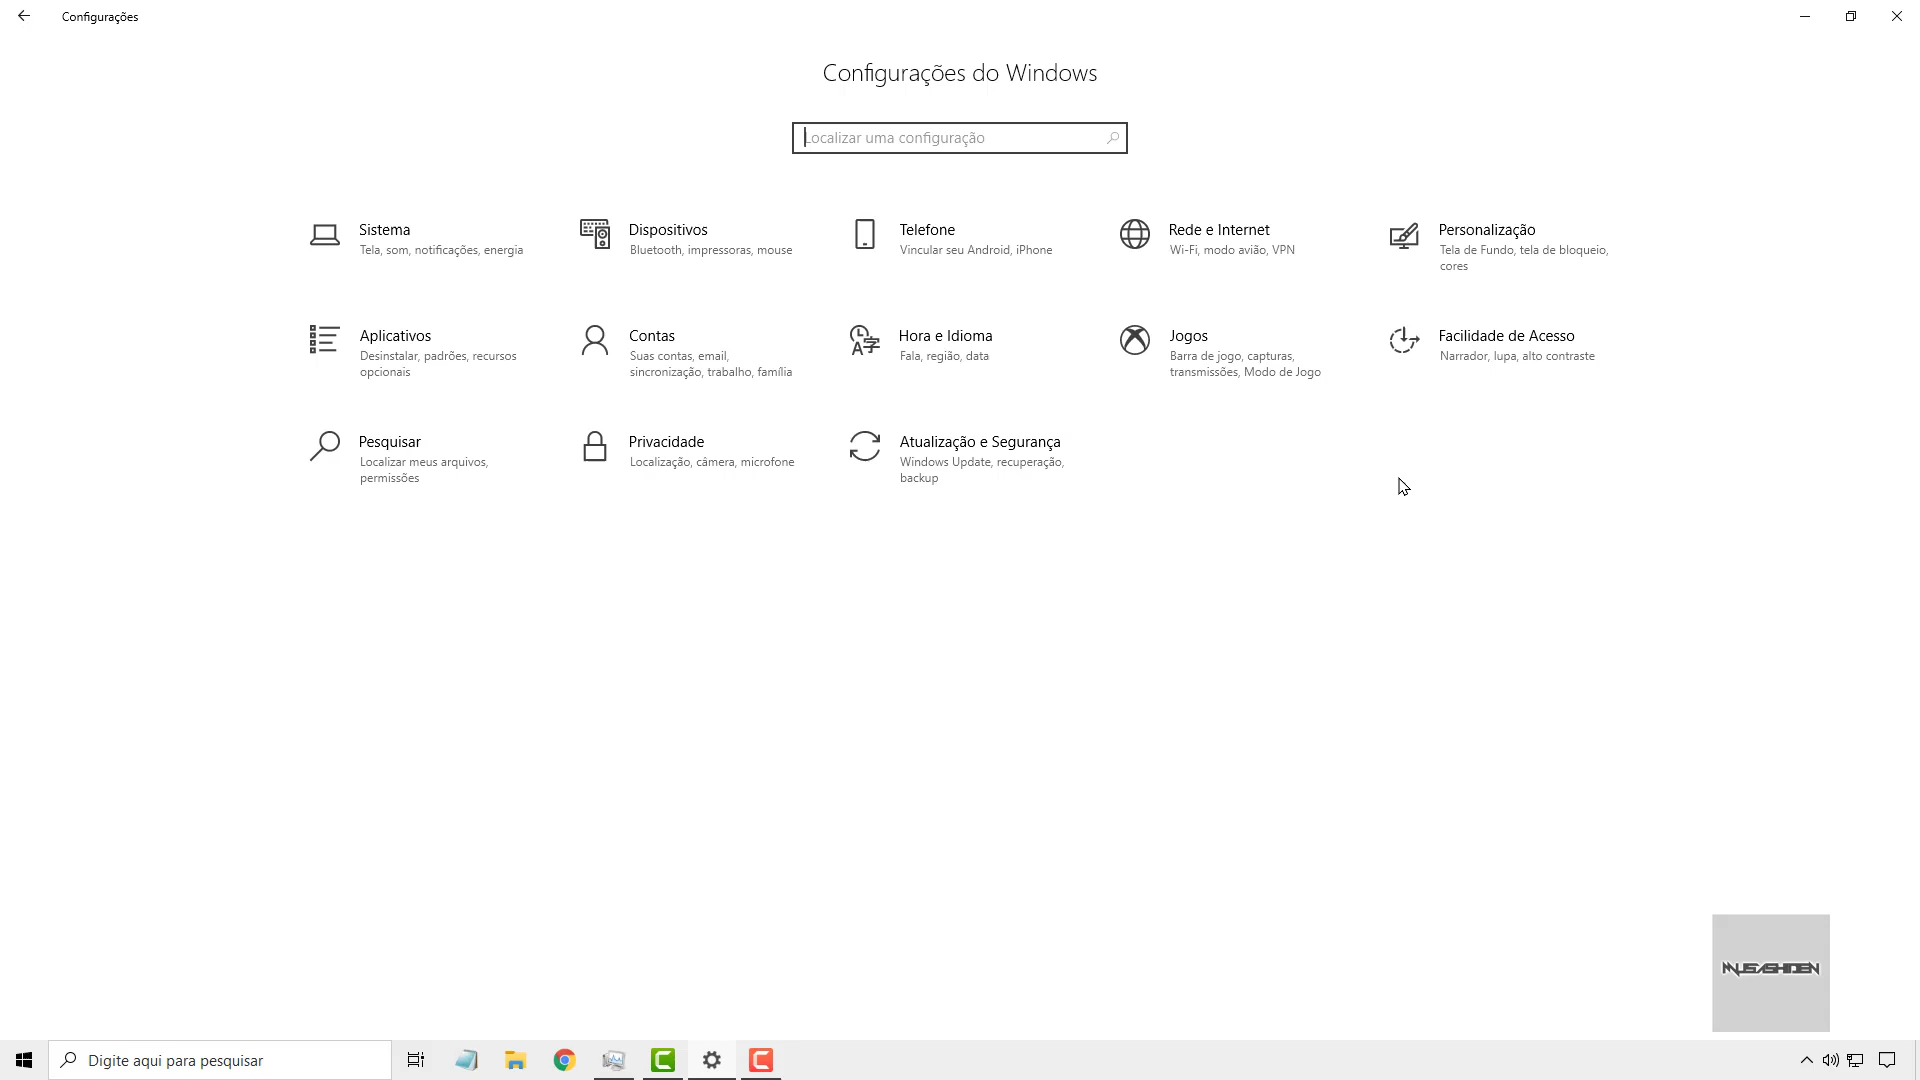 Configurações
Configurações do Windows
Localizar uma configuração
Sistema
Tela, som, notificações, energia
Dispositivos
Bluetooth, impressoras, mouse
Telefone
Vincular seu Android, iPhone
Rede e Internet
Wi-Fi, modo avião, VPN
Personalização
Tela de Fundo, tela de bloqueio,
cores
Aplicativos
Desinstalar, padrões, recursos
opcionais
Contas
Suas contas, email,
sincronização, trabalho, família
Hora e Idioma
Fala, região, data
Jogos
Barra de jogo, capturas,
transmissões, Modo de Jogo
Facilidade de Acesso
Narrador, lupa, alto contraste
Pesquisar
Localizar meus arquivos,
permissões
Privacidade
Localização, câmera, microfone
Atualização e Segurança
Windows Update, recuperação,
backup
Digite aqui para pesquisar